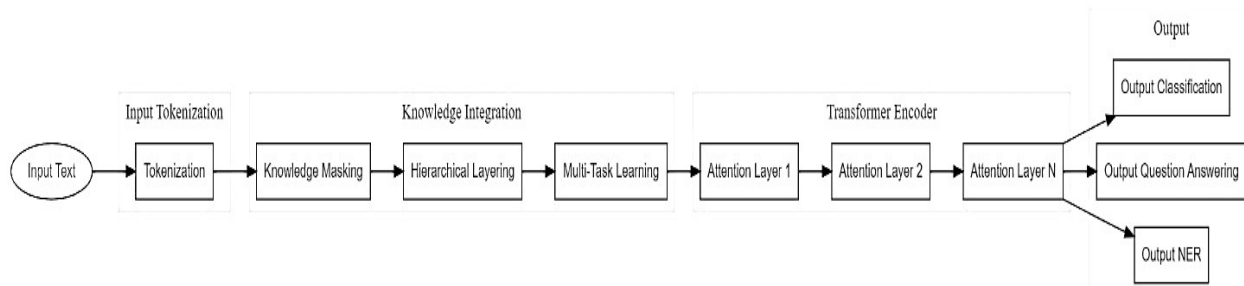 Output
Input Tokenization
Knowledge Integration
Transformer Encoder
Output Classification
Input Text
Tokenization
Knowledge Masking
Hierarchical Layering
Multi-Task Learning
Attention Layer 1
Attention Layer 2
Attention Layer N
Output Question Answering
Output NER